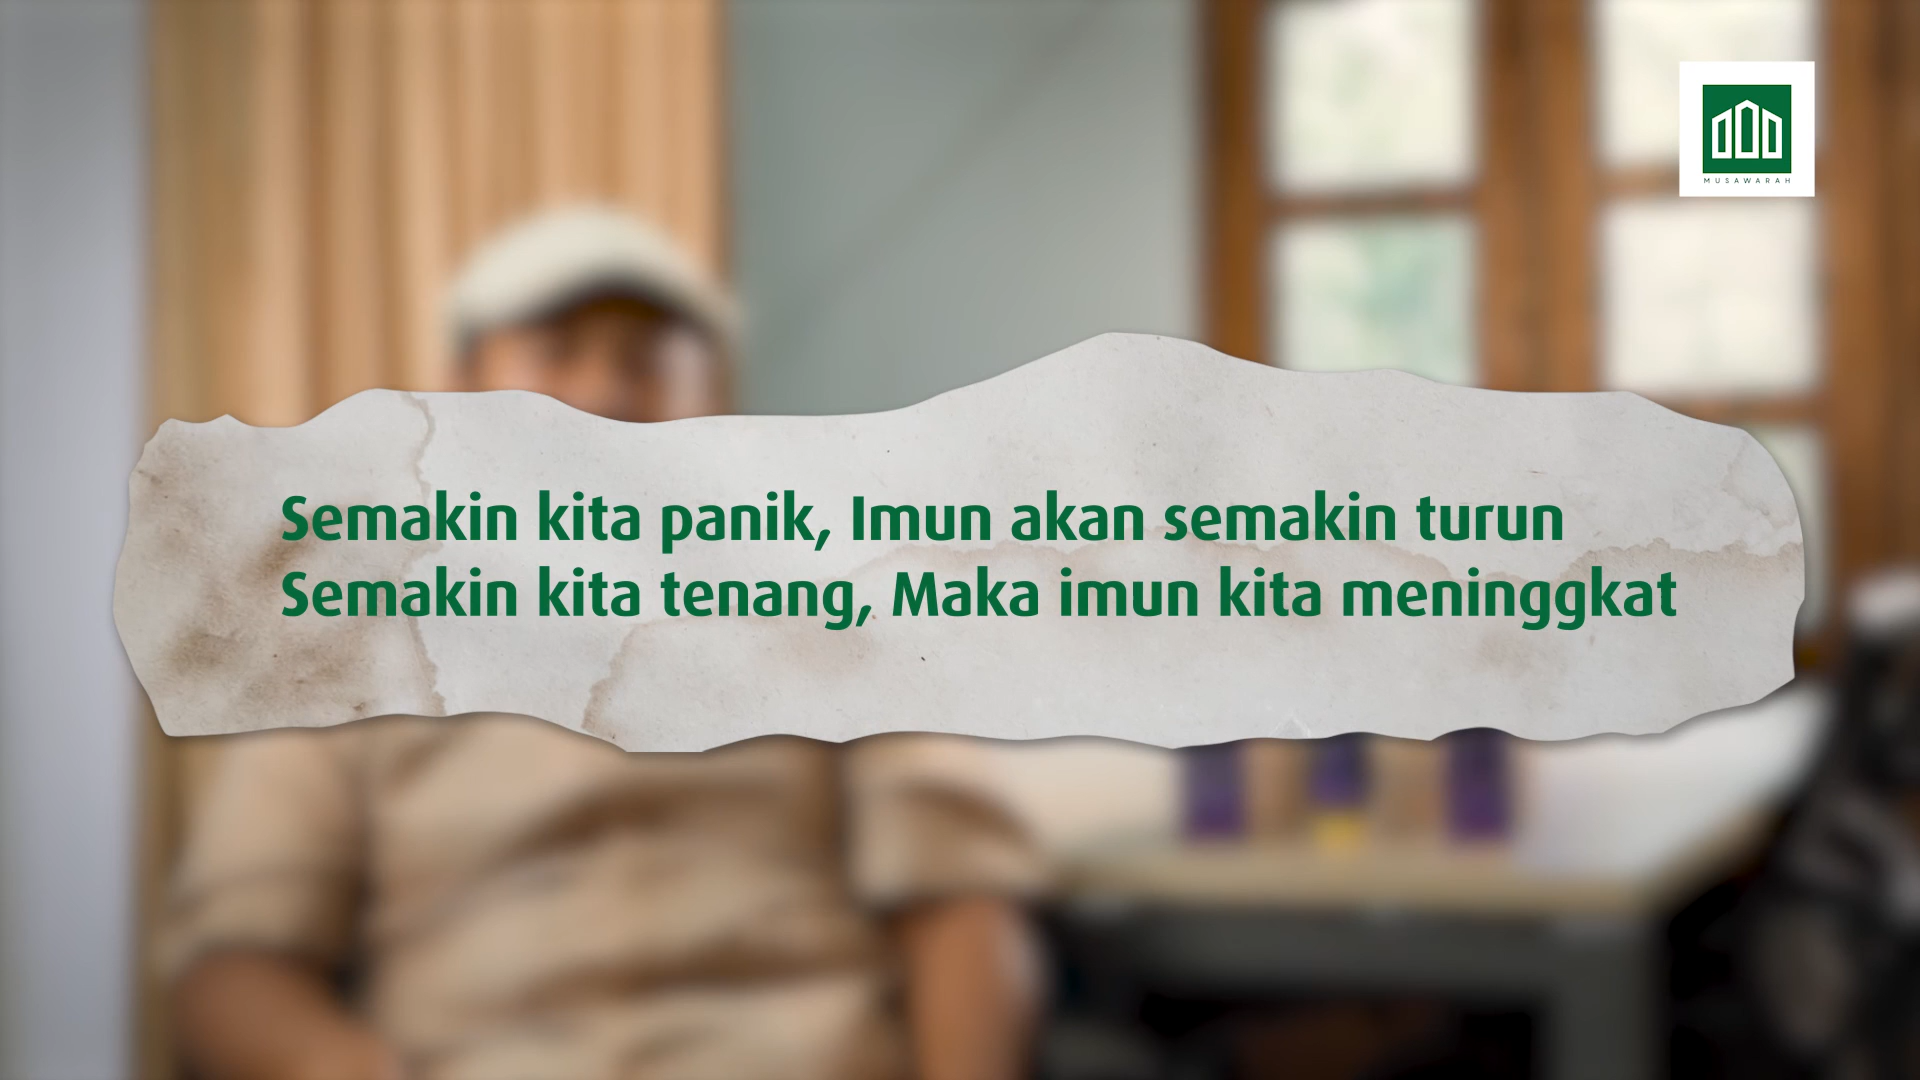 MUSAWARAH
Semakin kita panik, Imun akan semakin turun
Semakin kita tenang, Maka imun kita meninggkat